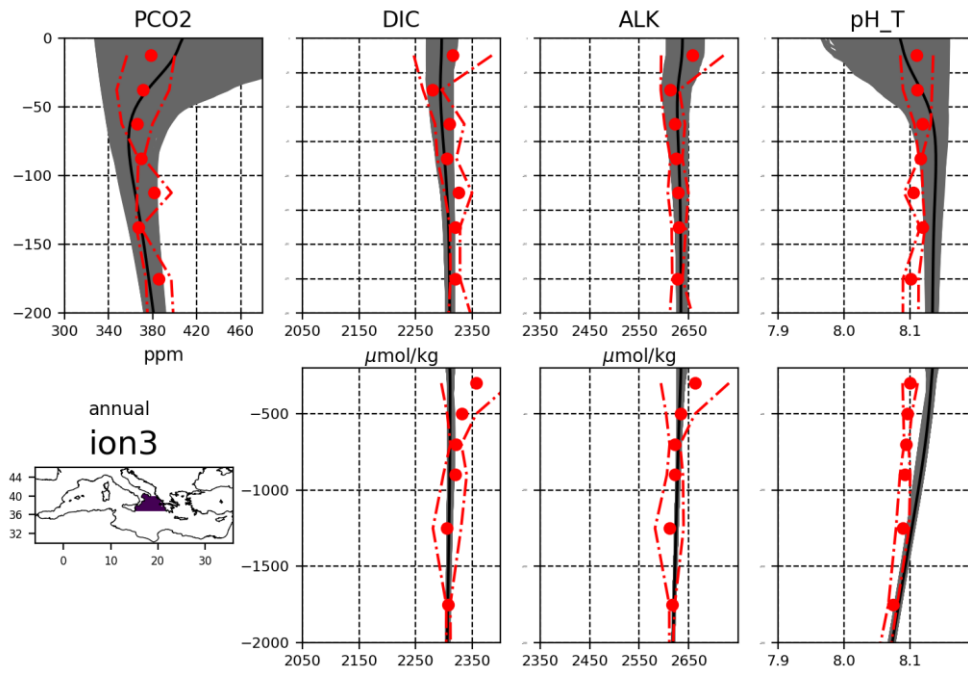 PCO2 DIC ALK pH_T
0
−50
−100
−150
−200
300 360 420 460
2050 2150 2250 2350
2350 2450 2550 2650
7.9 8.0 8.1
ppm μmol/kg μmol/kg
annual
ion3
44
40
36
32
0 10 20 30
−500
−1000
−1500
−2000
2050 2150 2250 2350
2350 2450 2550 2650
7.9 8.0 8.1